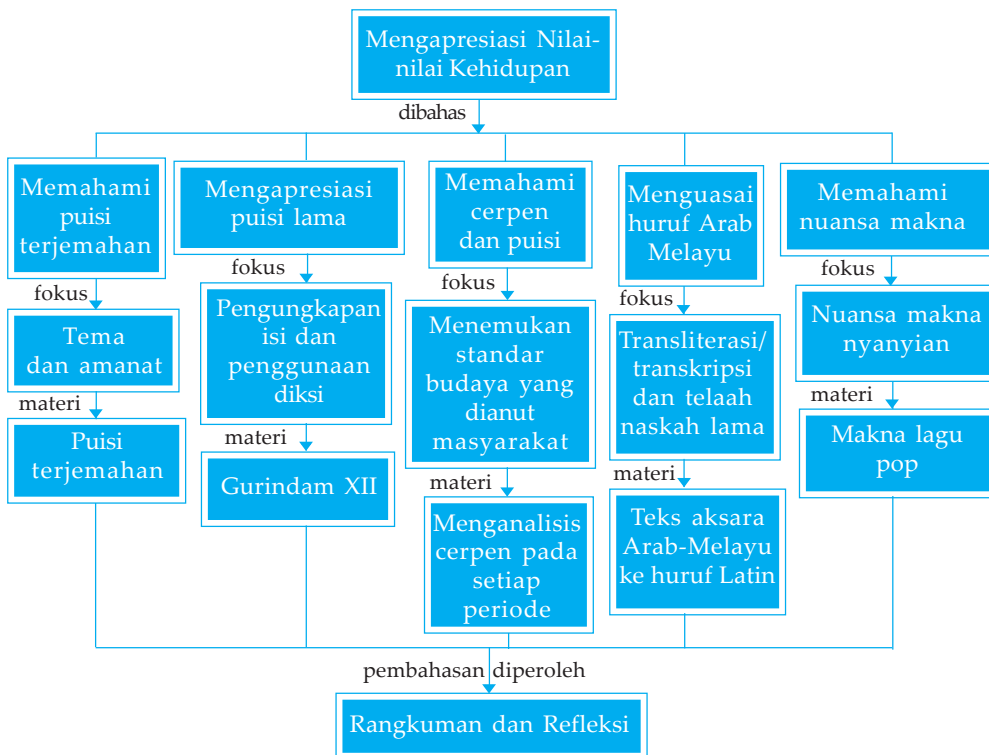 Mengapresiasi Nilai-
nilai Kehidupan
dibahas
Memahami
puisi
terjemahan
fokus
Tema
dan amanat
materi
Puisi
terjemahan
Mengapresiasi
puisi lama
fokus
Pengungkapan
isi dan
penggunaan
diksi
materi
Gurindam XII
Memahami
cerpen
dan puisi
fokus
Menemukan
standar
budaya yang
dianut
masyarakat
materi
Menganalisis
cerpen pada
setiap
periode
Menguasai
huruf Arab
Melayu
fokus
Transliterasi/
transkripsi
dan telaah
naskah lama
materi
Teks aksara
Arab-Melayu
ke huruf Latin
Memahami
nuansa makna
fokus
Nuansa makna
nyanyian
materi
Makna lagu
pop
pembahasan diperoleh
Rangkuman dan Refleksi